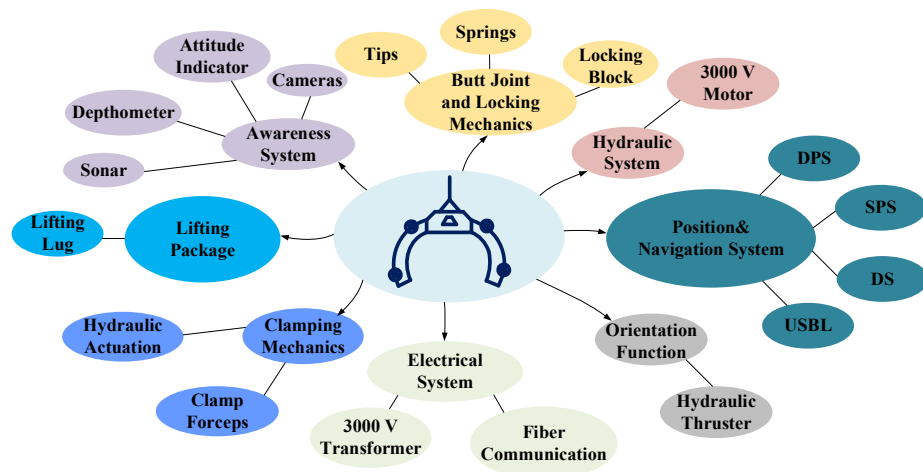 Springs
Tips
Attitude
Indicator
Cameras
Butt Joint
and Locking
Mechanics
Locking
Block
3000 V
Motor
Depthometer
Awareness
System
Hydraulic
System
Sonar
DPS
Lifting
Lug
Lifting
Package
Position&
Navigation System
SPS
DS
USBL
Hydraulic
Actuation
Clamping
Mechanics
Orientation
Function
Electrical
System
Clamp
Forceps
3000 V
Transformer
Fiber
Communication
Hydraulic
Thruster